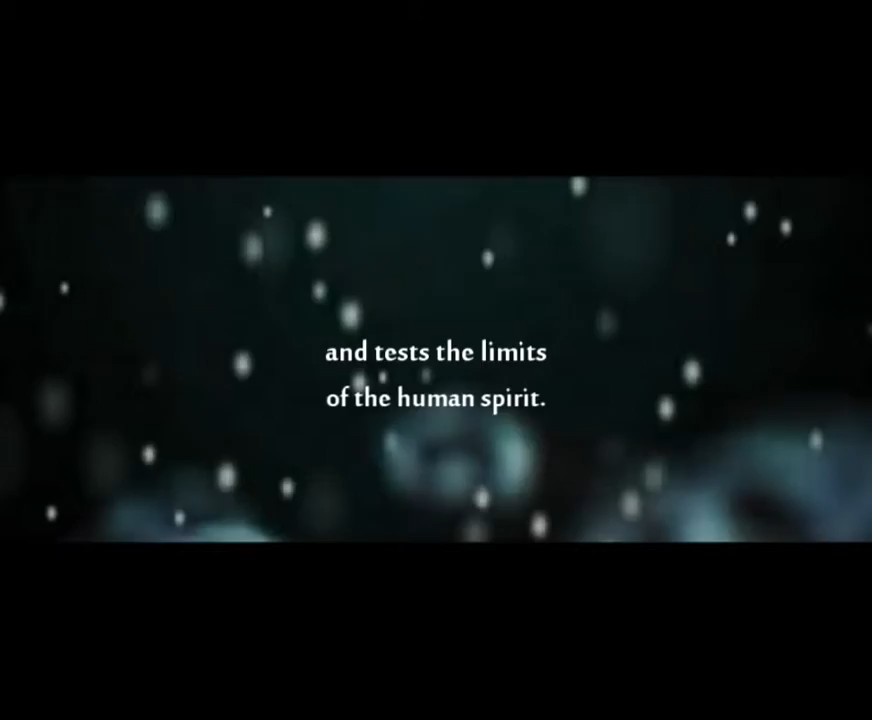 and tests the limits
of the human spirit.